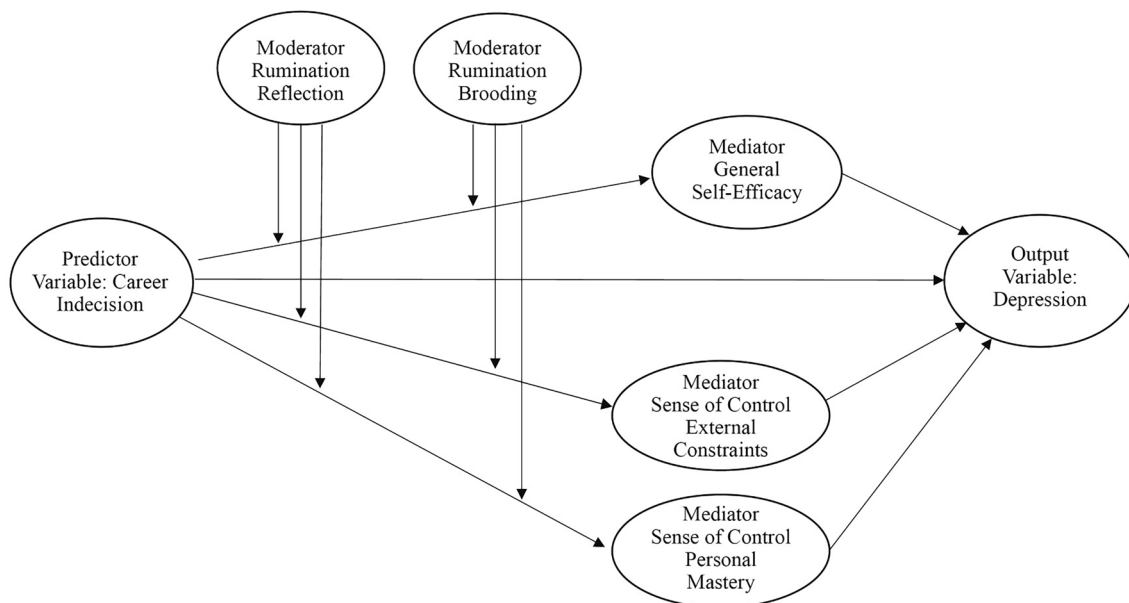 Moderator
Rumination
Reflection
Moderator
Rumination
Brooding
Mediator
General
Self-Efficacy
Predictor
Variable: Career
Indecision
Output
Variable:
Depression
Mediator
Sense of Control
External
Constraints
Mediator
Sense of Control
Personal
Mastery